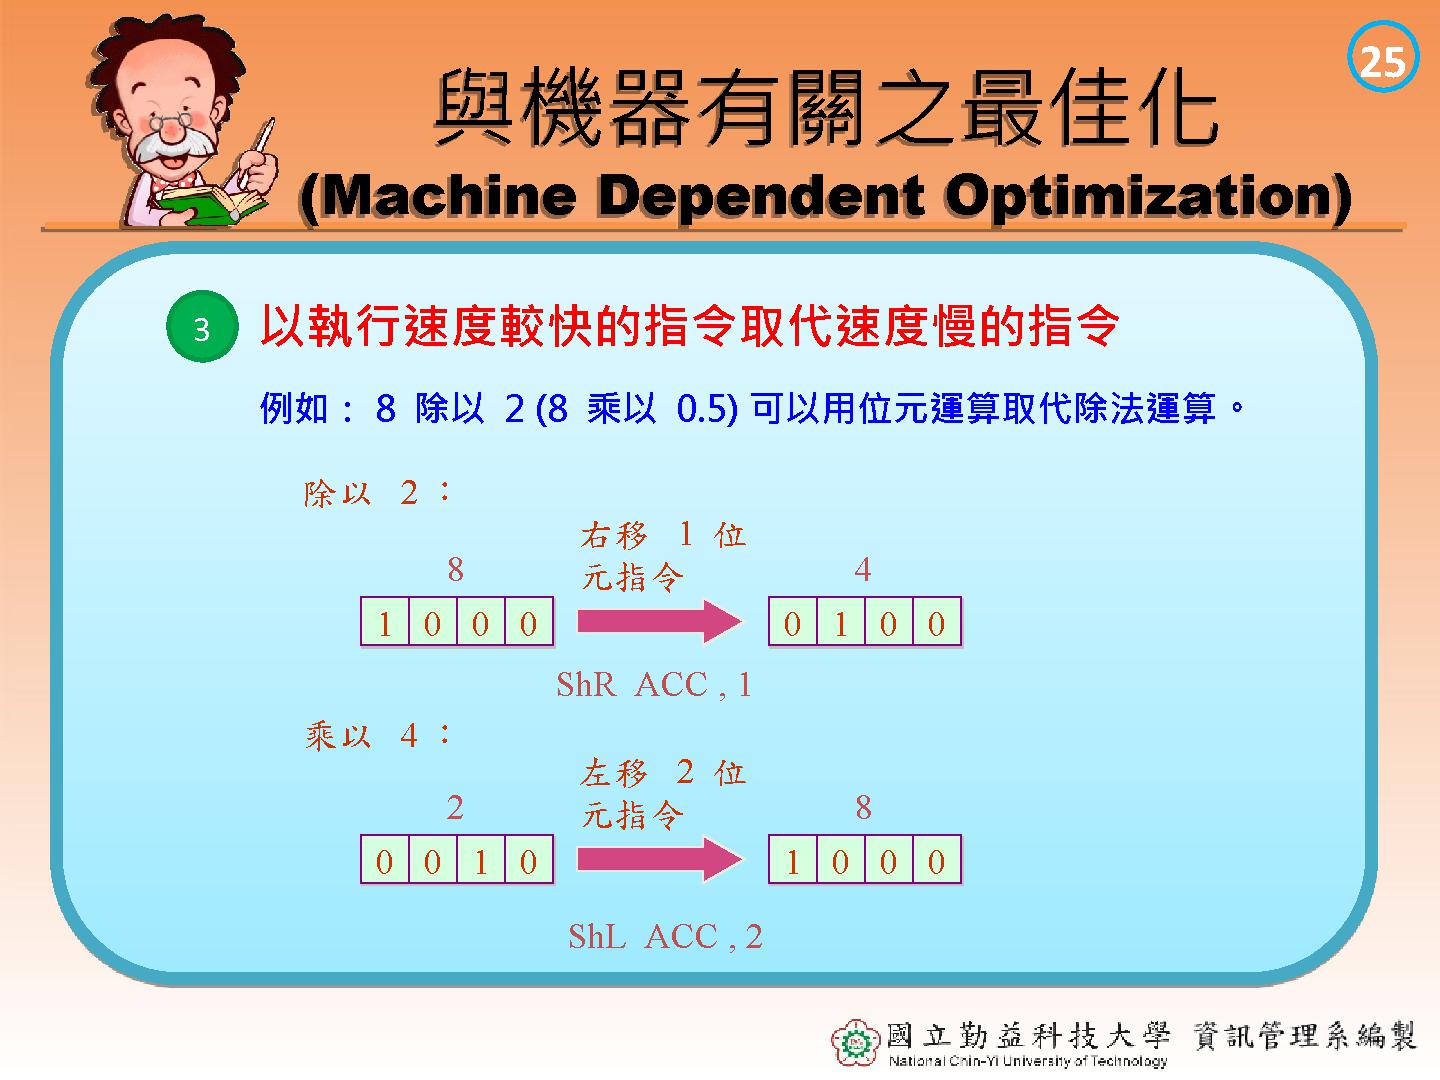 25
與機器有關之最佳化
(Machine Dependent Optimization)
3 以執行速度較快的指令取代速度慢的指令
例如： 8 除以 2 (8 乘以 0.5) 可以用位元運算取代除法運算。
除以 2：
右移 1 位
元指令
8 4
1 0 0 0 0 1 0 0
ShR ACC , 1
乘以 4：
左移 2 位
元指令
2 8
0 0 1 0 1 0 0 0
ShL ACC , 2
國立勤益科技大學 資訊管理系編製
National Chin-Yi University of Technology